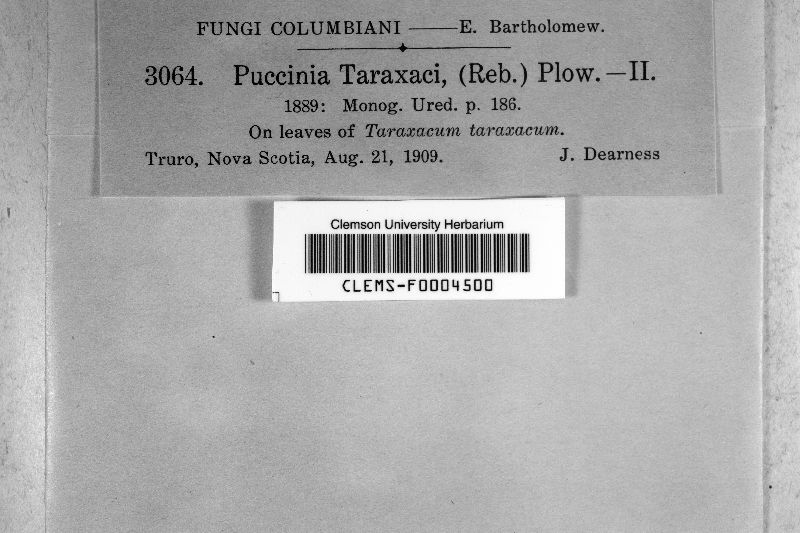 FUNGI COLUMBIANI —— E. Bartholomew.
3064. Puccinia Taraxaci, (Reb.) Plow.—II.
1889: Monog. Ured. p. 186.
On leaves of Taraxacum taraxacum.
Truro, Nova Scotia, Aug. 21, 1909. J. Dearness
Clemson University Herbarium
CLEMS-F0004500